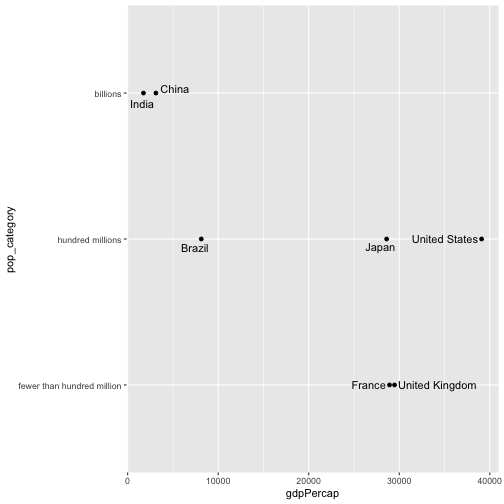 billions
China
India
hundred millions
United States
Brazil
Japan
fewer than hundred million
France
United Kingdom
pop_category
0
10000
20000
30000
40000
gdpPercap